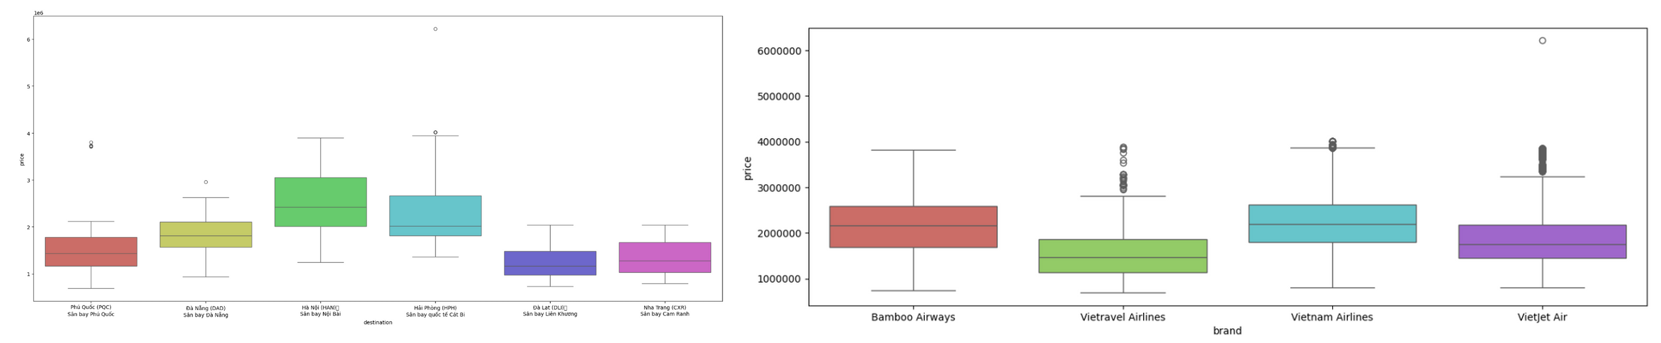 1e6
6
5
4
3
2
1
price
Phú Quốc (PQC)
Sân bay Phú Quốc
Đà Nẵng (DAD)
Sân bay Đà Nẵng
Hà Nội (HAN)▯
Sân bay Nội Bài
Hải Phòng (HPH)
Sân bay quốc tế Cát Bi
Đà Lạt (DLI)▯
Sân bay Liên Khương
Nha Trang (CXR)
Sân bay Cam Ranh
destination
6000000
5000000
4000000
3000000
2000000
1000000
price
Bamboo Airways
Vietravel Airlines
Vietnam Airlines
VietJet Air
brand